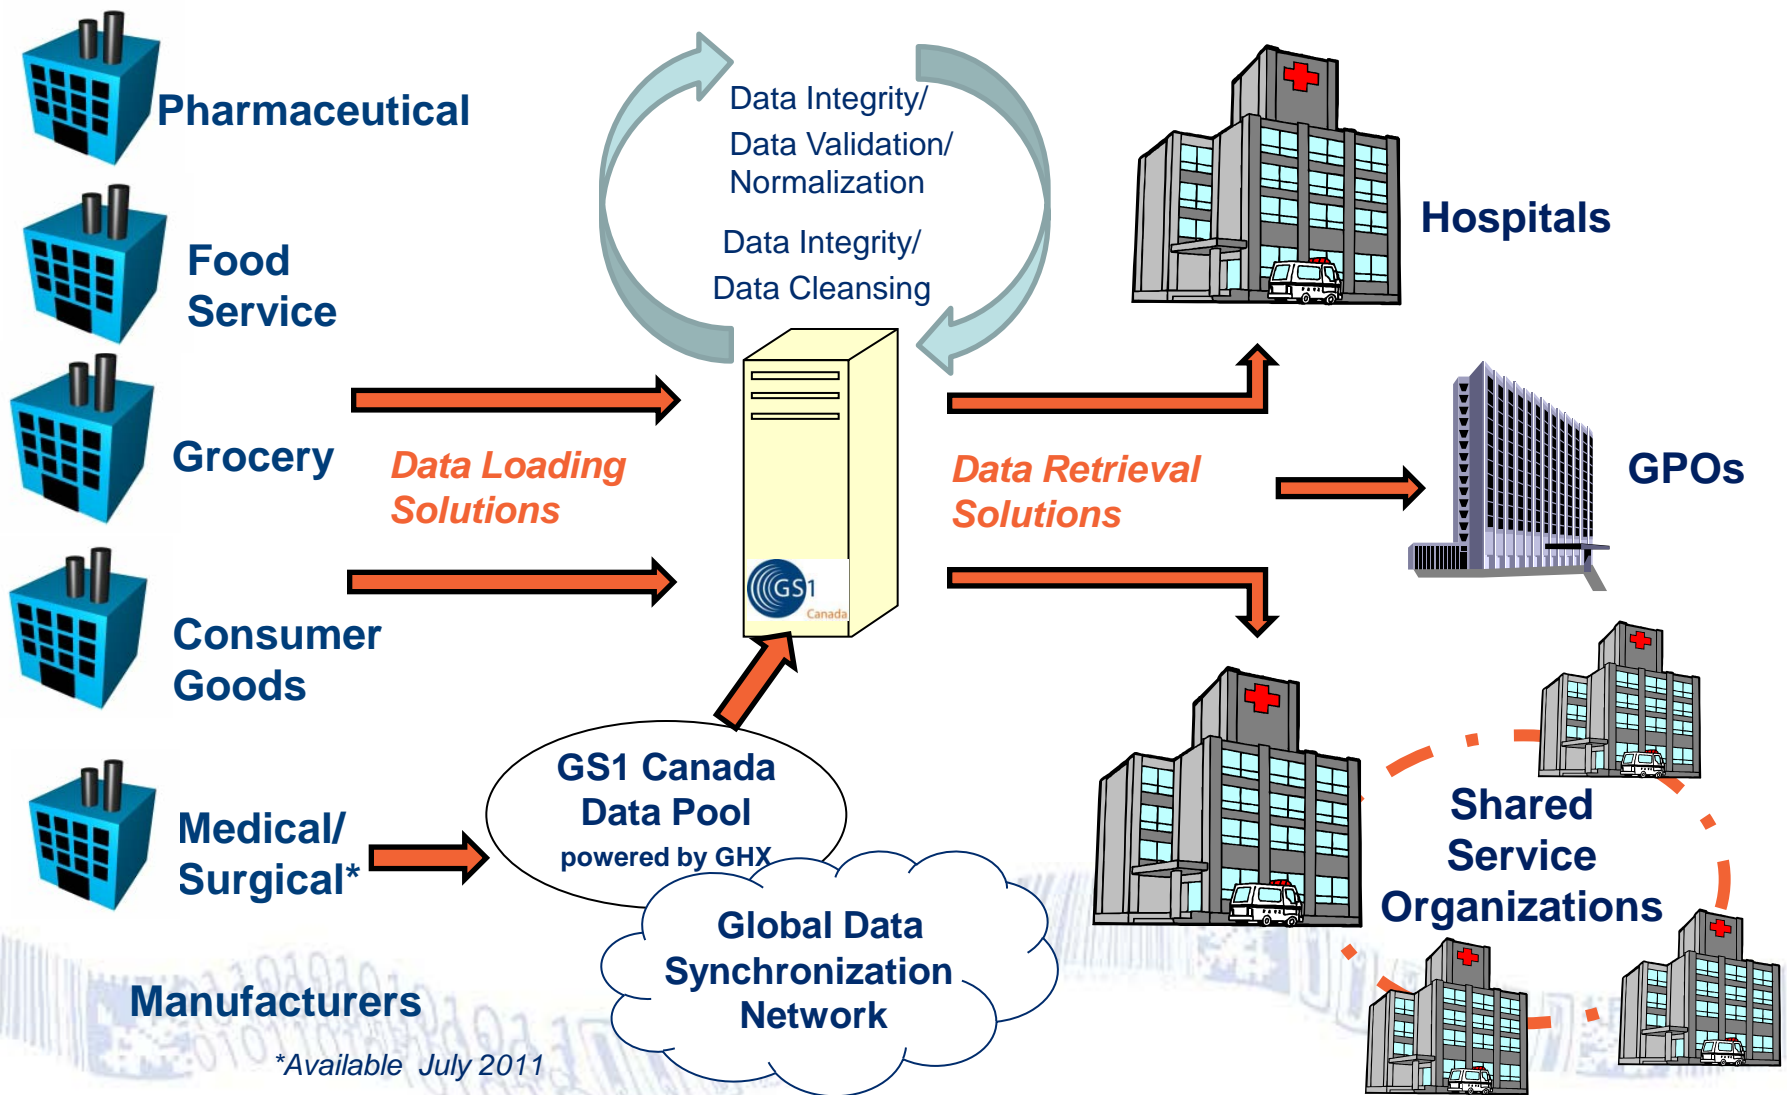 Pharmaceutical
Food
Service
Grocery
Consumer
Goods
Medical/
Surgical*
Manufacturers
*Available July 2011
Data Loading
Solutions
Data Integrity/
Data Validation/
Normalization
Data Integrity/
Data Cleansing
GS1
Canada
GS1 Canada
Data Pool
powered by GHX
Global Data
Synchronization
Network
Data Retrieval
Solutions
Hospitals
GPOs
Shared
Service
Organizations